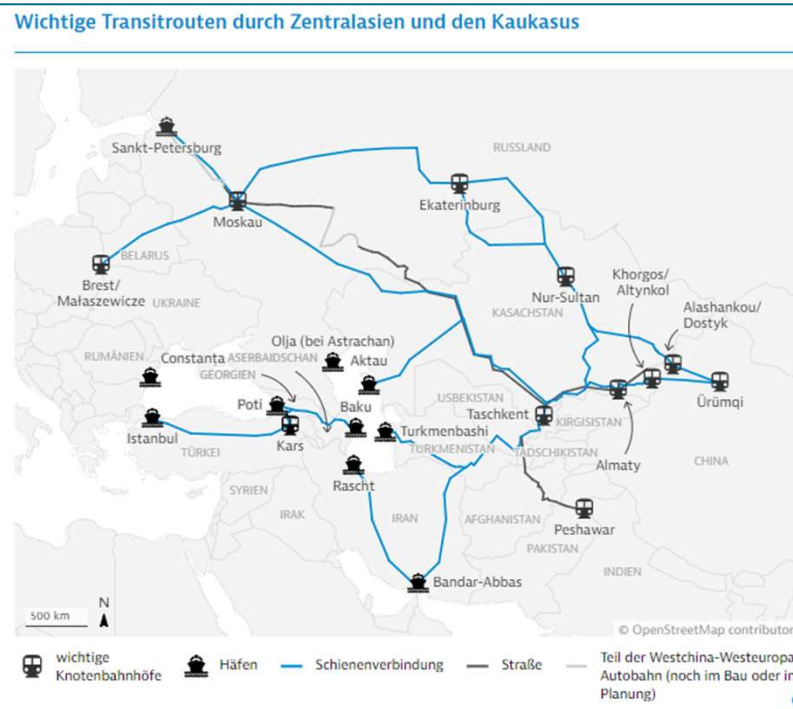 Wichtige Transitrouten durch Zentralasien und den Kaukasus
Sankt-Petersburg
RUSSLAND
Moskau
Ekaterinburg
BELARUS
Brest/
Małaszewicze
UKRAINE
Nur-Sultan
Khorgos/
Altynkol
KASACHSTAN
Alashankou/
Dostyk
Olja (bei Astrachan)
RUMÄNIEN
Constanța
ASERBAIDSCHAN
Aktau
GEORGIEN
Poti
Baku
USBEKISTAN
Taschkent
KIRGISISTAN
Ürümqi
Istanbul
Kars
Turkmenbashi
TÜRKEI
TURKMENISTAN
TADSCHIKISTAN
Almaty
CHINA
Rascht
SYRIEN
IRAK
IRAN
AFGHANISTAN
Peshawar
PAKISTAN
INDIEN
Bandar-Abbas
500 km
N
© OpenStreetMap contributor
wichtige
Knotenbahnhöfe
Häfen
Schienenverbindung
Straße
Teil der Westchina-Westeuropa
Autobahn (noch im Bau oder in
Planung)